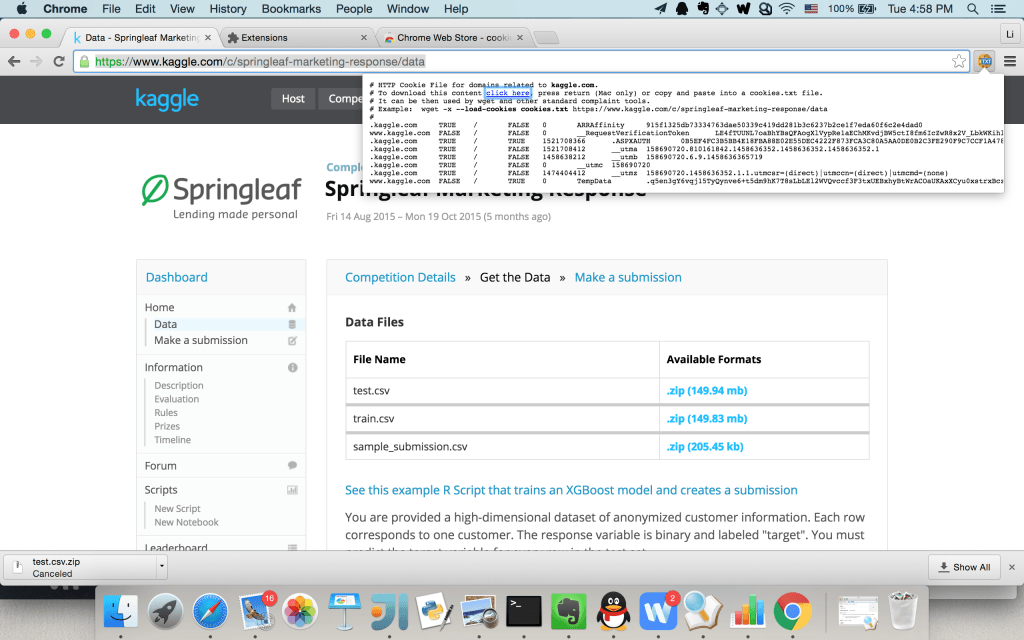 Chrome File Edit View History Bookmarks People Window Help 100% Tue 4:58 PM
Data - Springleaf Marketing Extensions Chrome Web Store - cooki Li
https://www.kaggle.com/c/springleaf-marketing-response/data
kaggle Host Compe
# HTTP Cookie File for domains related to kaggle.com.
# To download this content click here, press return (Mac only) or copy and paste into a cookies.txt file.
# It can be then used by wget and other standard complaint tools.
# Example: wget -x --load-cookies cookies.txt https://www.kaggle.com/c/springleaf-marketing-response/data
#
.kaggle.com TRUE / FALSE 0 ARRAffinity
www.kaggle.com FALSE / FALSE 0 __RequestVerificationToken
.kaggle.com TRUE / TRUE 1521708366 .ASPXAUTH
.kaggle.com TRUE / FALSE 1521708412 __utma 158690720.810161842.1458636352.1458636352.1458636352.1
.kaggle.com TRUE / FALSE 1458638212 __utmb 158690720.6.9.1458636365719
.kaggle.com TRUE / FALSE 0 __utmc 158690720
.kaggle.com TRUE / FALSE 1474404412 __utmz 158690720.1458636352.1.1.utmcsr=(direct)|utmccn=(direct)|utmcmd=(none)
www.kaggle.com FALSE / TRUE 0 TempData
Springleaf
Lending made personal
Comple
Springleaf Marketing Response
Fri 14 Aug 2015 – Mon 19 Oct 2015 (5 months ago)
Dashboard
Home
Data
Make a submission
Information
Description
Evaluation
Rules
Prizes
Timeline
Forum
Scripts
New Script
New Notebook
Leaderboard
Competition Details » Get the Data » Make a submission
Data Files
File Name Available Formats
test.csv .zip (149.94 mb)
train.csv .zip (149.83 mb)
sample_submission.csv .zip (205.45 kb)
See this example R Script that trains an XGBoost model and creates a submission
You are provided a high-dimensional dataset of anonymized customer information. Each row
corresponds to one customer. The response variable is binary and labeled "target". You must
predict the target variable for every row in the test set.
test.csv.zip
Canceled
Show All
16 2